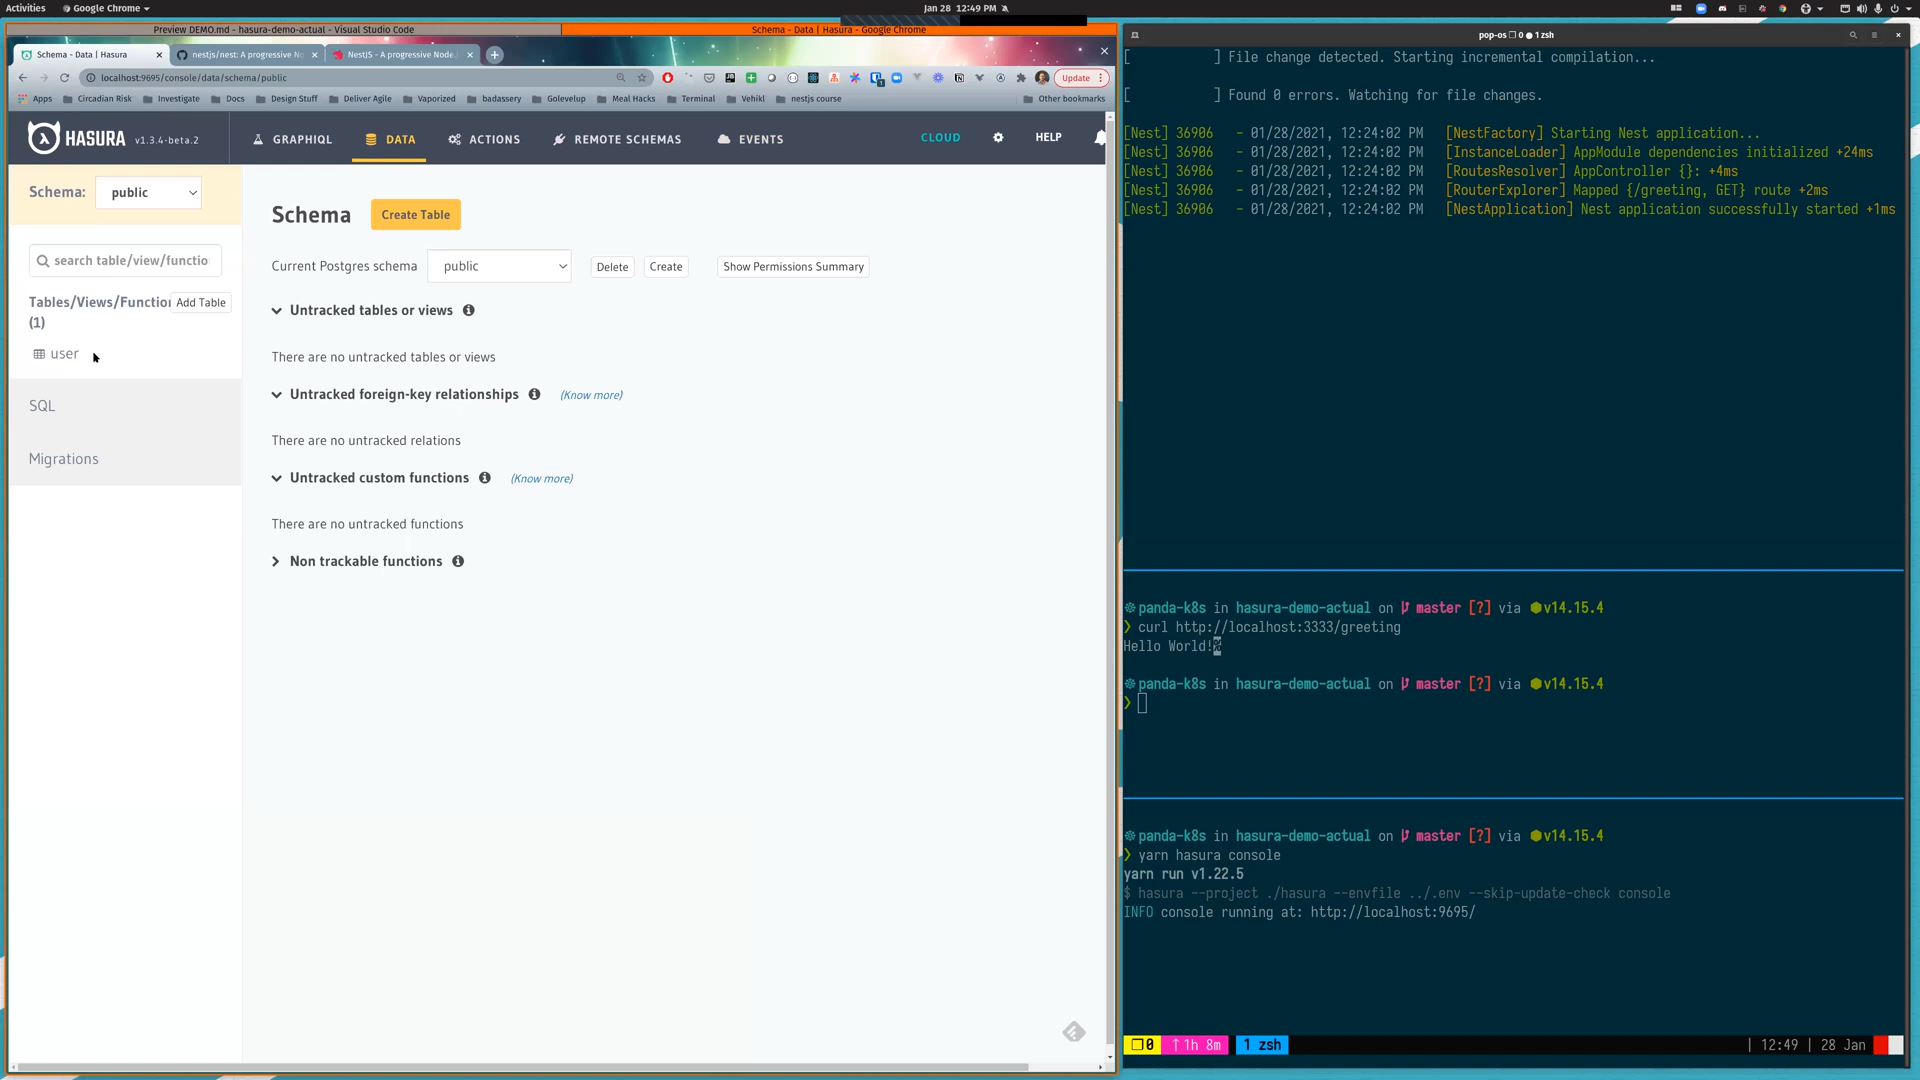 Activities
Google Chrome
Jan 28 12:49 PM
Preview DEMO.md - hasura-demo-actual - Visual Studio Code
Schema - Data | Hasura - Google Chrome
Schema - Data | Hasura
nestjs/nest: A progressive No
NestJS - A progressive Node.
localhost:9695/console/data/schema/public
Update
Apps
Circadian Risk
Investigate
Docs
Design Stuff
Deliver Agile
Vaporized
badassery
Golevelup
Meal Hacks
Terminal
Vehikl
nestjs course
Other bookmarks
HASURA
v1.3.4-beta.2
GRAPHIQL
DATA
ACTIONS
REMOTE SCHEMAS
EVENTS
CLOUD
HELP
Schema:
public
search table/view/functio
Tables/Views/Function
(1)
Add Table
user
SQL
Migrations
Schema
Create Table
Current Postgres schema
public
Delete
Create
Show Permissions Summary
Untracked tables or views
There are no untracked tables or views
Untracked foreign-key relationships
(Know more)
There are no untracked relations
Untracked custom functions
(Know more)
There are no untracked functions
Non trackable functions
pop-os ❐ 0 ● 1 zsh
[ ] File change detected. Starting incremental compilation...
[ ] Found 0 errors. Watching for file changes.
[Nest] 36906 - 01/28/2021, 12:24:02 PM [NestFactory] Starting Nest application...
[Nest] 36906 - 01/28/2021, 12:24:02 PM [InstanceLoader] AppModule dependencies initialized +24ms
[Nest] 36906 - 01/28/2021, 12:24:02 PM [RoutesResolver] AppController {}: +4ms
[Nest] 36906 - 01/28/2021, 12:24:02 PM [RouterExplorer] Mapped {/greeting, GET} route +2ms
[Nest] 36906 - 01/28/2021, 12:24:02 PM [NestApplication] Nest application successfully started +1ms
panda-k8s in hasura-demo-actual on master [?] via v14.15.4
❯ curl http://localhost:3333/greeting
Hello World!%
panda-k8s in hasura-demo-actual on master [?] via v14.15.4
❯
panda-k8s in hasura-demo-actual on master [?] via v14.15.4
❯ yarn hasura console
yarn run v1.22.5
$ hasura --project ./hasura --envfile ../.env --skip-update-check console
INFO console running at: http://localhost:9695/
❐ 0
↑ 1h 8m
1 zsh
| 12:49 | 28 Jan